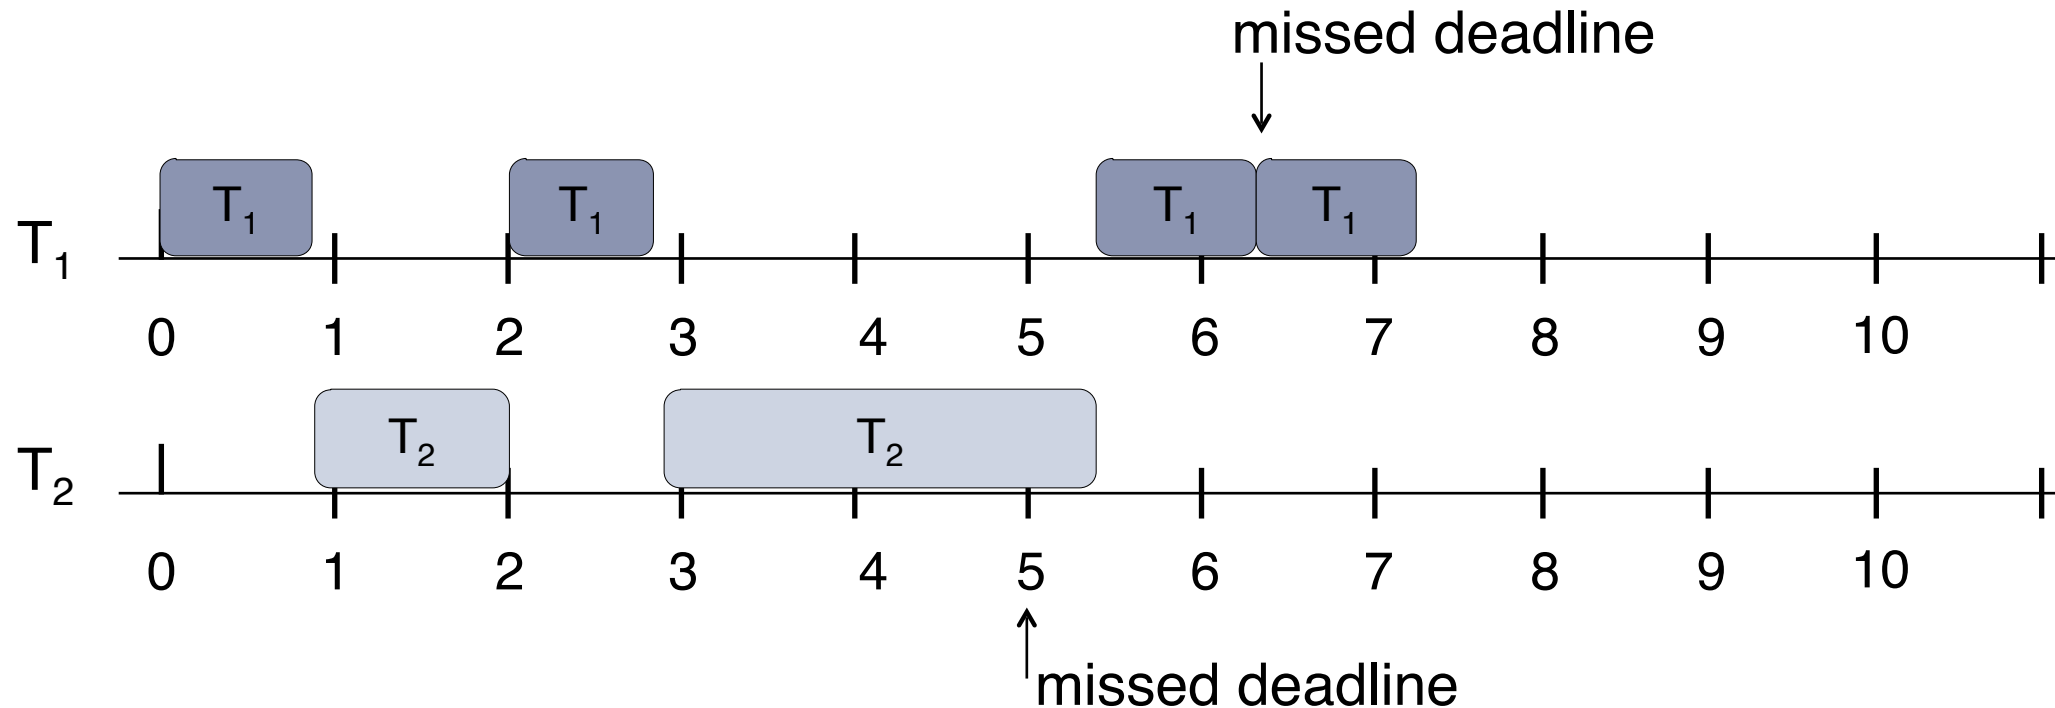 missed deadline
T1 T1 T1 T1
T1
0 1 2 3 4 5 6 7 8 9 10
T2 T2
T2
0 1 2 3 4 5 6 7 8 9 10
missed deadline